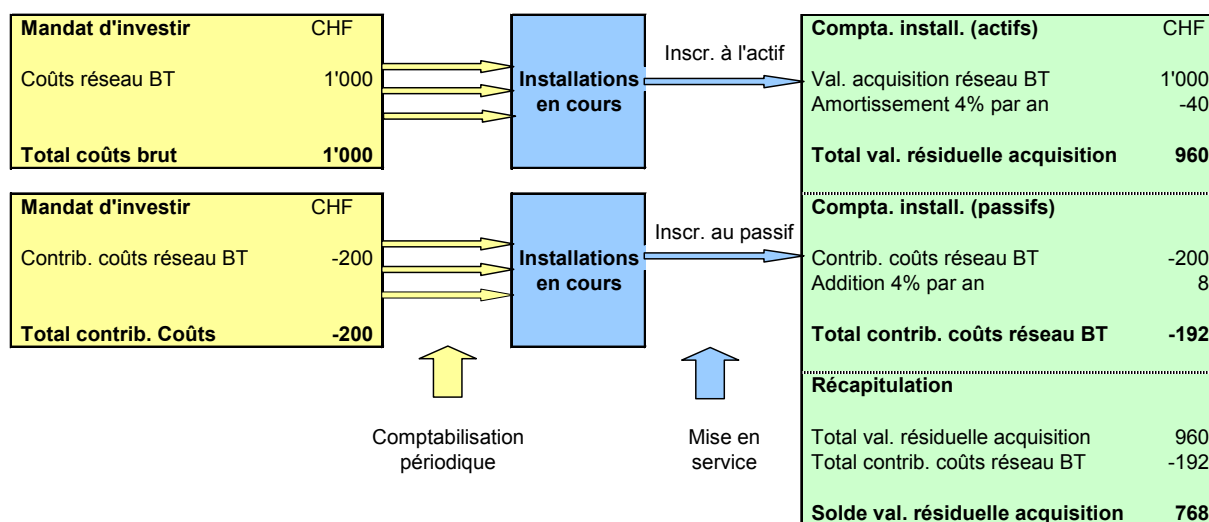 Mandat d'investir CHF
Coûts réseau BT 1'000
Total coûts brut 1'000
Installations
en cours
Inscr. à l'actif
Compta. install. (actifs) CHF
Val. acquisition réseau BT 1'000
Amortissement 4% par an -40
Total val. résiduelle acquisition 960
Mandat d'investir CHF
Contrib. coûts réseau BT -200
Total contrib. Coûts -200
Installations
en cours
Inscr. au passif
Compta. install. (passifs)
Contrib. coûts réseau BT -200
Addition 4% par an 8
Total contrib. coûts réseau BT -192
Comptabilisation
périodique
Mise en
service
Récapitulation
Total val. résiduelle acquisition 960
Total contrib. coûts réseau BT -192
Solde val. résiduelle acquisition 768